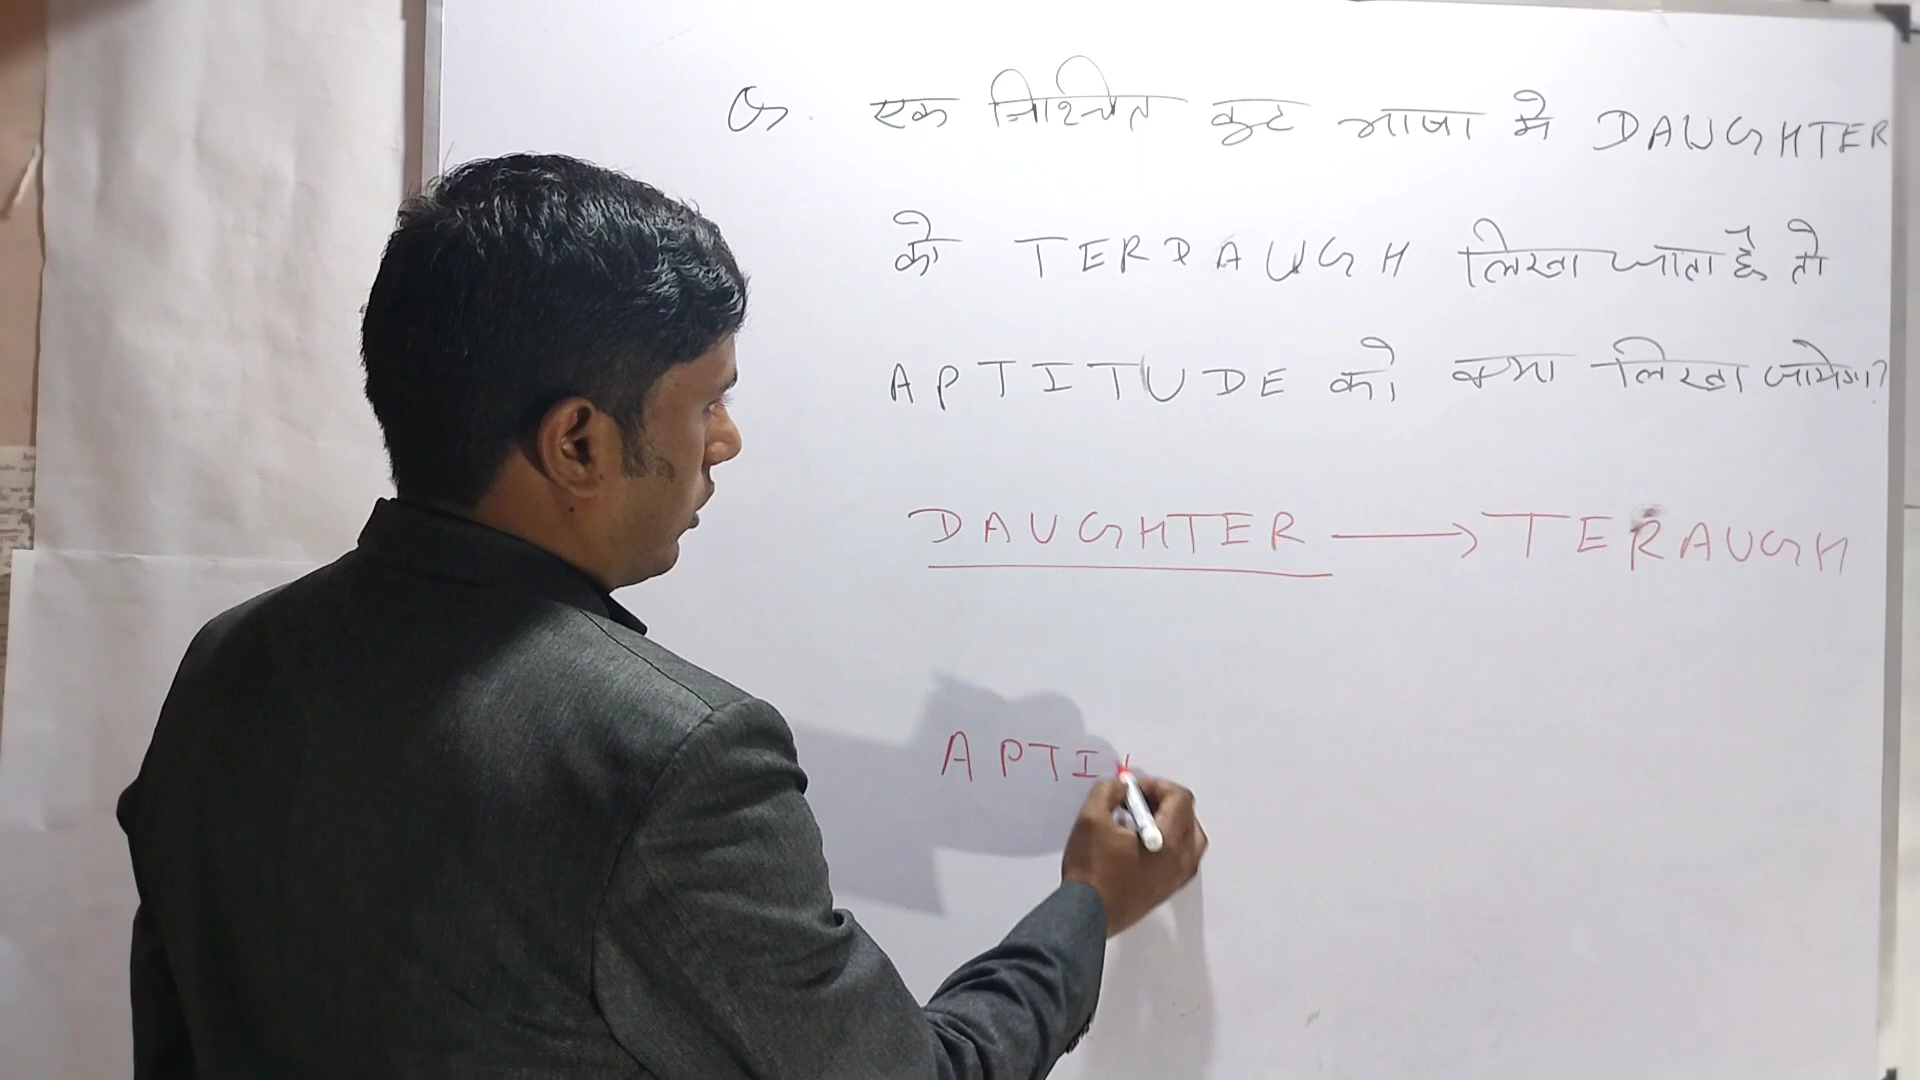 Q. एक निश्चित कुट भाषा मे DAUGHTER
को TERDAUGH लिखा जाता है तो
APTITUDE को क्या लिखा जायेगा?
DAUGHTER → TERAUGH
APTI